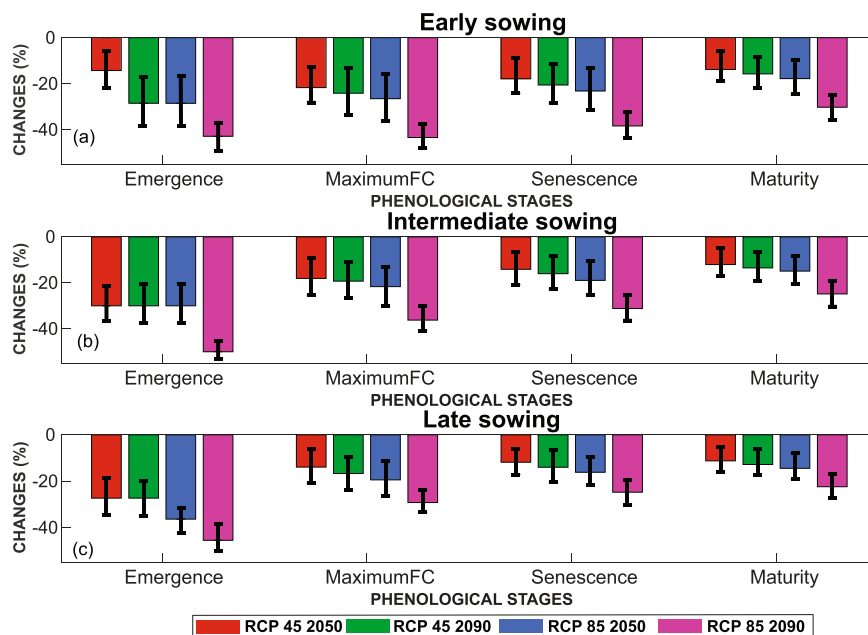 Early sowing
0
-20
-40
CHANGES (%)
(a)
Emergence MaximumFC Senescence Maturity
PHENOLOGICAL STAGES
Intermediate sowing
0
-20
-40
CHANGES (%)
(b)
Emergence MaximumFC Senescence Maturity
PHENOLOGICAL STAGES
Late sowing
0
-20
-40
CHANGES (%)
(c)
Emergence MaximumFC Senescence Maturity
PHENOLOGICAL STAGES
RCP 45 2050 RCP 45 2090 RCP 85 2050 RCP 85 2090